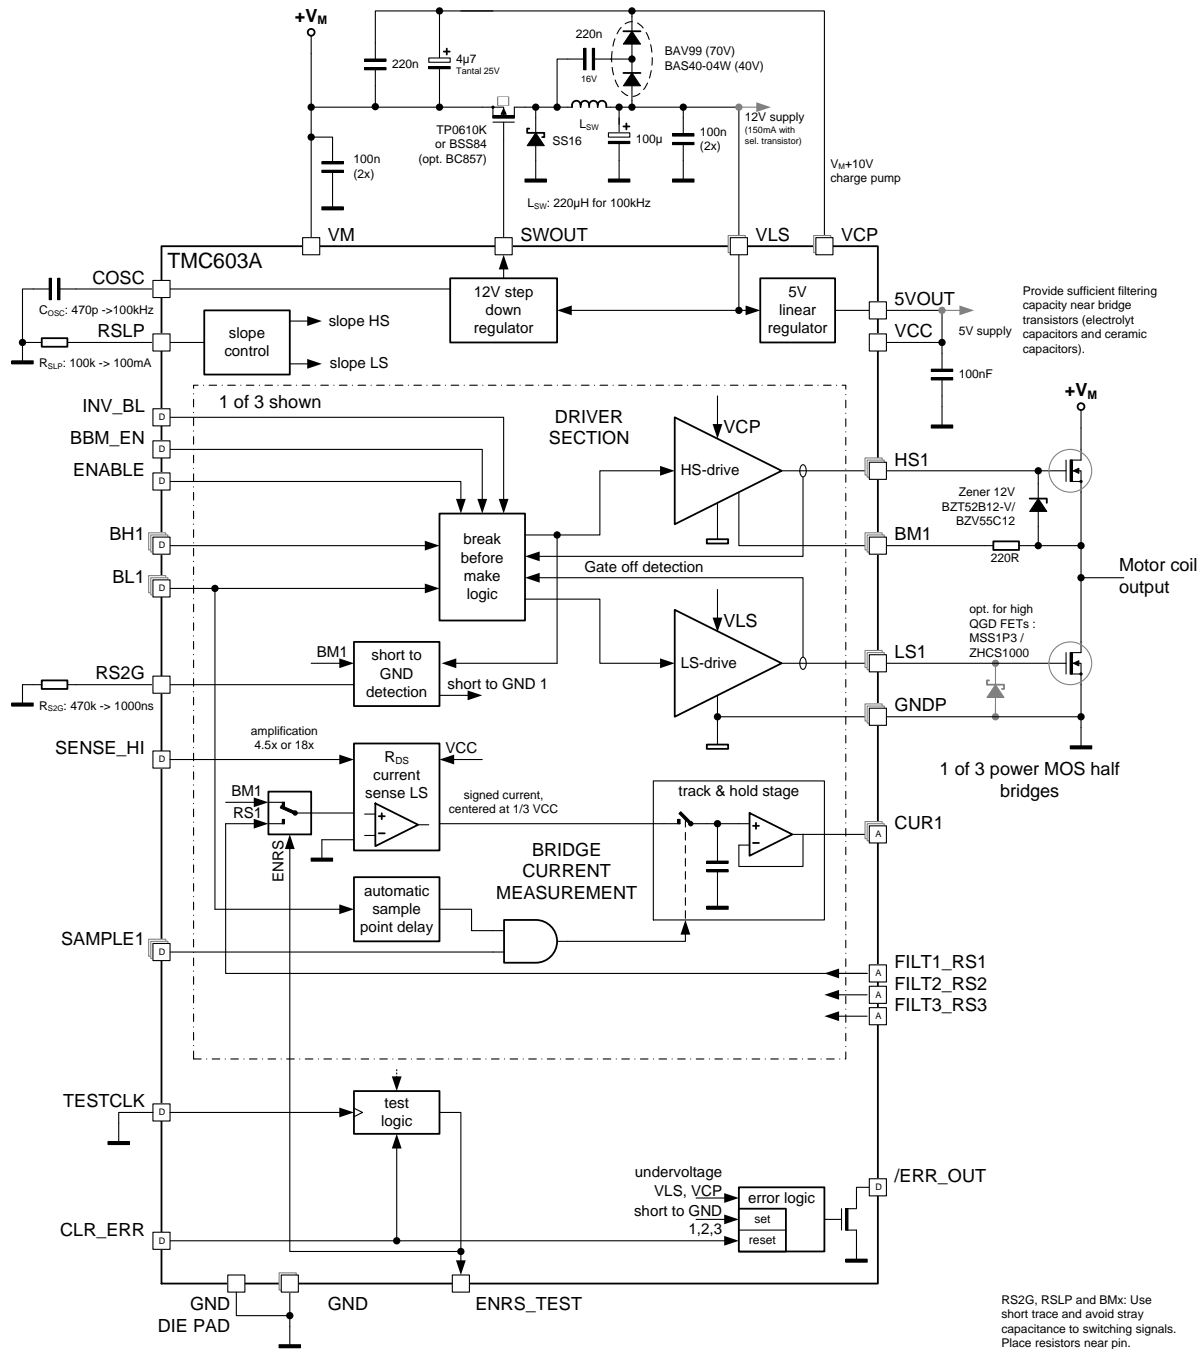 +VM
220n
4µ7
Tantal 25V
220n
16V
BAV99 (70V)
BAS40-04W (40V)
100n
(2x)
TP0610K
or BSS84
(opt. BC857)
SS16
LSW
100µ
100n
(2x)
12V supply
(150mA with
sel. transistor)
VM+10V
charge pump
LSW: 220µH for 100kHz
VM
SWOUT
VLS
VCP
TMC603A
COSC
COSC: 470p ->100kHz
12V step
down
regulator
5V
linear
regulator
5VOUT
5V supply
VCC
100nF
Provide sufficient filtering
capacity near bridge
transistors (electrolyt
capacitors and ceramic
capacitors).
RSLP
RSLP: 100k -> 100mA
slope
control
slope HS
slope LS
1 of 3 shown
INV_BL
D
BBM_EN
D
ENABLE
D
DRIVER
SECTION
VCP
HS-drive
HS1
+VM
Zener 12V
BZT52B12-V/
BZV55C12
BH1
D
BL1
D
break
before
make
logic
Gate off detection
BM1
220R
Motor coil
output
VLS
LS-drive
LS1
opt. for high
QGD FETs :
MSS1P3 /
ZHCS1000
GNDP
1 of 3 power MOS half
bridges
RS2G
RS2G: 470k -> 1000ns
BM1
short to
GND
detection
short to GND 1
SENSE_HI
D
amplification
4.5x or 18x
RDS
current
sense LS
+
−
VCC
BM1
RS1
ENRS
signed current,
centered at 1/3 VCC
track & hold stage
+
−
CUR1
A
BRIDGE
CURRENT
MEASUREMENT
automatic
sample
point delay
SAMPLE1
D
FILT1_RS1
A
FILT2_RS2
A
FILT3_RS3
A
TESTCLK
D
test
logic
undervoltage
VLS, VCP
short to GND
1,2,3
error logic
set
reset
/ERR_OUT
D
CLR_ERR
D
GND
DIE PAD
GND
ENRS_TEST
RS2G, RSLP and BMx: Use
short trace and avoid stray
capacitance to switching signals.
Place resistors near pin.